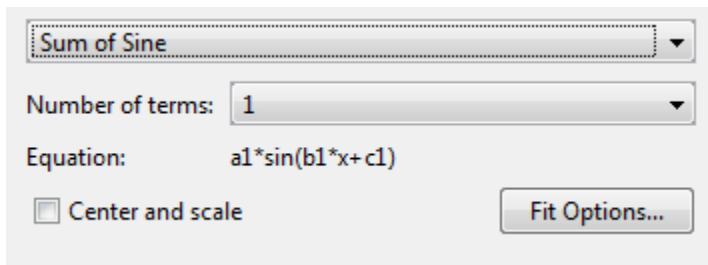 Sum of Sine
Number of terms: 1
Equation: a1*sin(b1*x+c1)
Center and scale Fit Options...